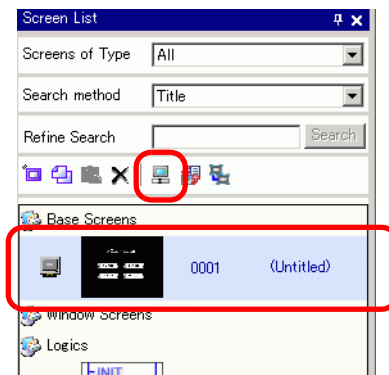 Screen List
Screens of Type All
Search method Title
Refine Search Search
Base Screens
0001 (Untitled)
Window Screens
Logics
INIT